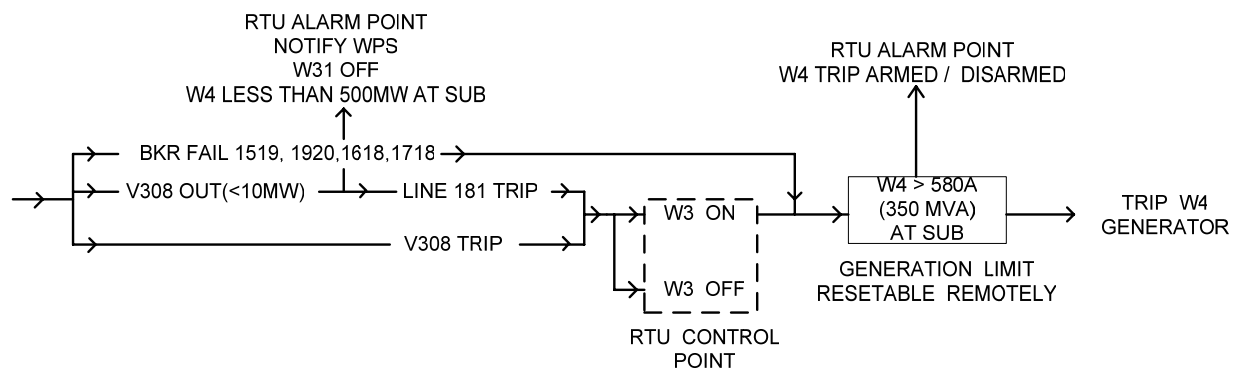 RTU ALARM POINT
NOTIFY WPS
W31 OFF
W4 LESS THAN 500MW AT SUB
RTU ALARM POINT
W4 TRIP ARMED / DISARMED
BKR FAIL 1519, 1920,1618,1718
V308 OUT(<10MW)
LINE 181 TRIP
V308 TRIP
W3 ON
W3 OFF
RTU CONTROL
POINT
W4 > 580A
(350 MVA)
AT SUB
GENERATION LIMIT
RESETABLE REMOTELY
TRIP W4
GENERATOR